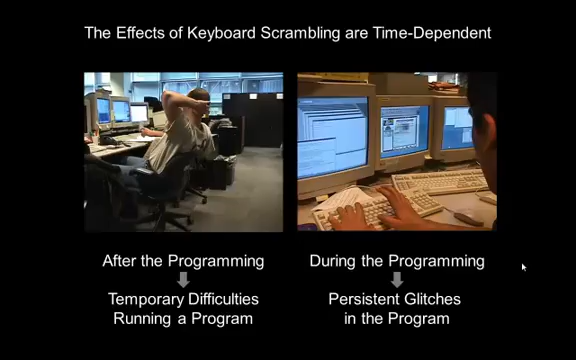 The Effects of Keyboard Scrambling are Time-Dependent
After the Programming
Temporary Difficulties
Running a Program
During the Programming
Persistent Glitches
in the Program